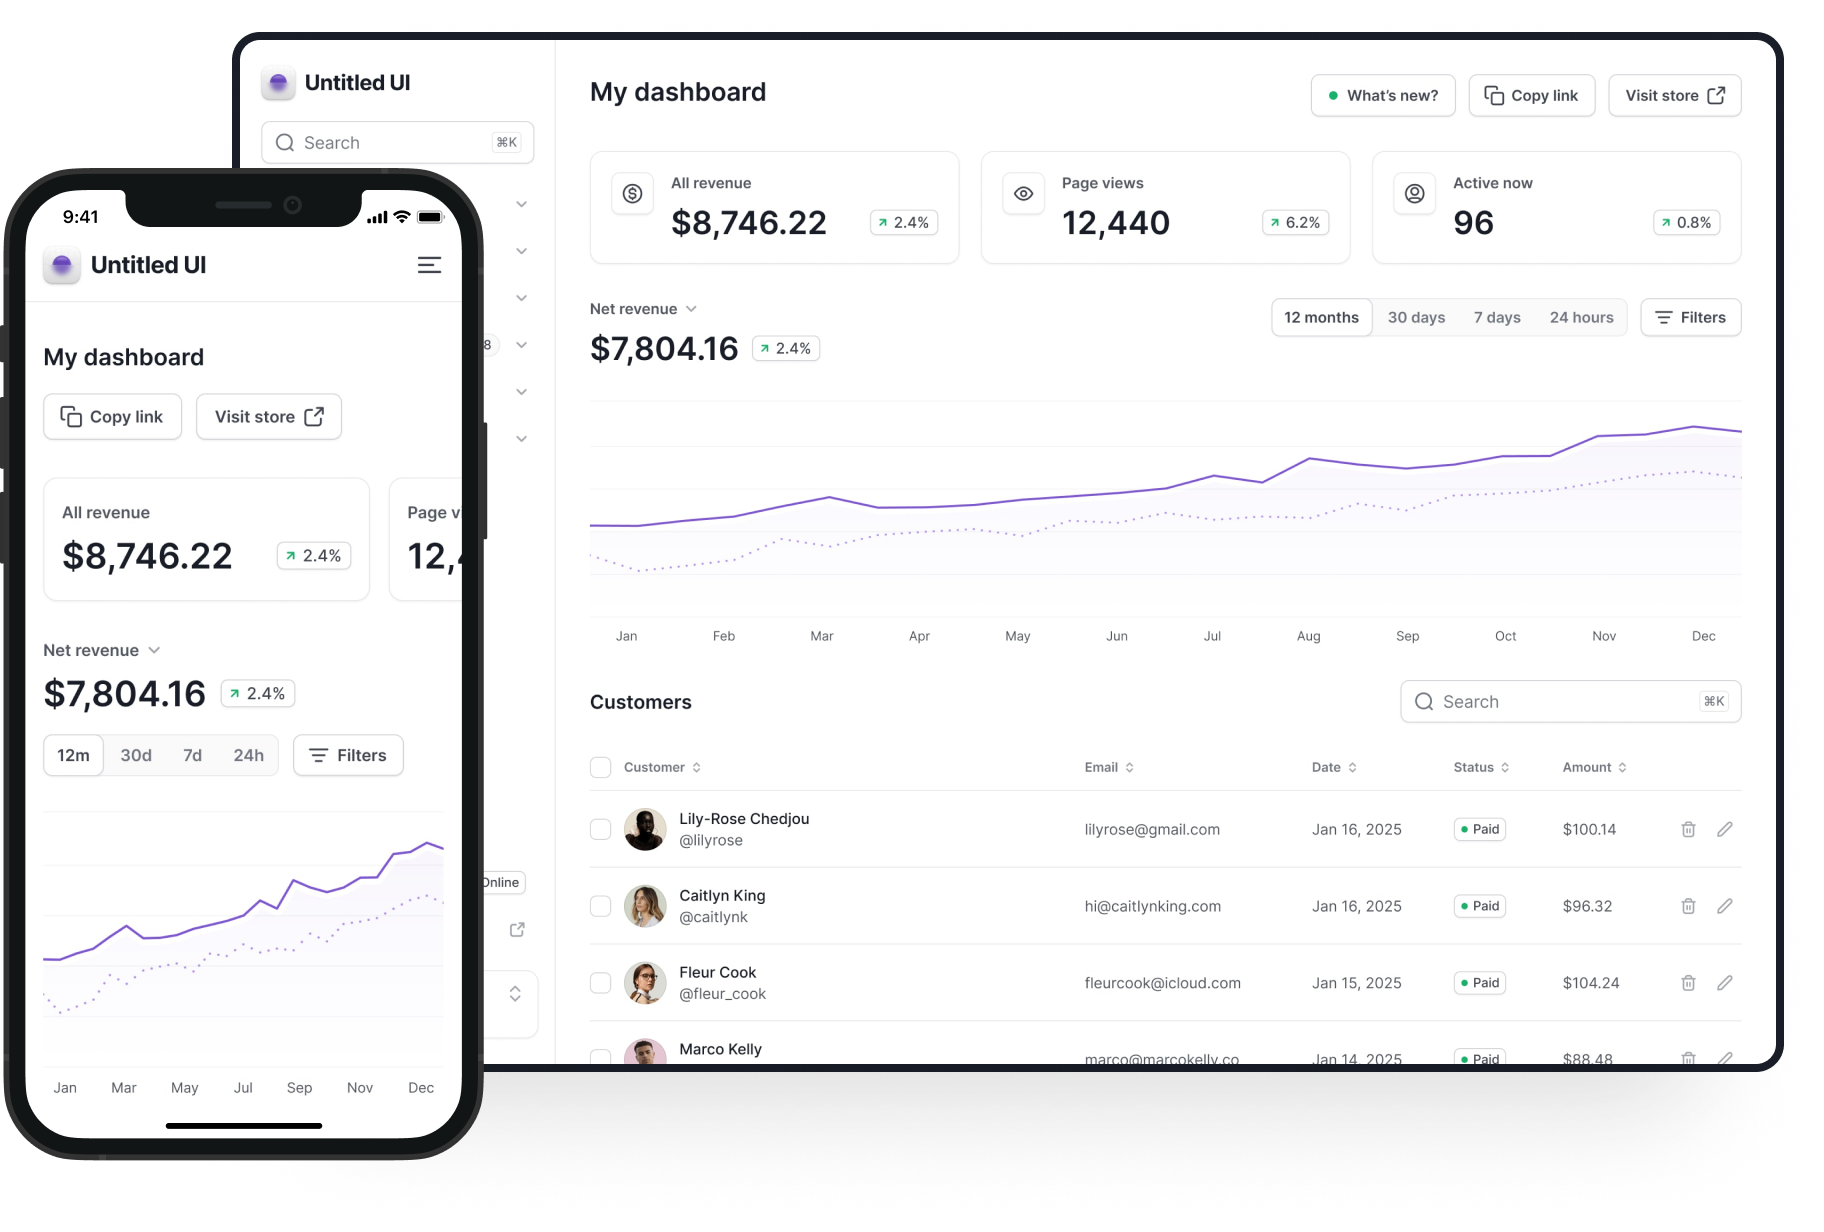 Untitled UI
Search
⌘K
8
Online
My dashboard
What's new?
Copy link
Visit store
All revenue
$8,746.22
2.4%
Page views
12,440
6.2%
Active now
96
0.8%
Net revenue
$7,804.16
2.4%
12 months
30 days
7 days
24 hours
Filters
Jan Feb Mar Apr May Jun Jul Aug Sep Oct Nov Dec
Customers
Search
⌘K
Customer Email Date Status Amount
Lily-Rose Chedjou
@lilyrose
lilyrose@gmail.com
Jan 16, 2025
Paid
$100.14
Caitlyn King
@caitlynk
hi@caitlynking.com
Jan 16, 2025
Paid
$96.32
Fleur Cook
@fleur_cook
fleurcook@icloud.com
Jan 15, 2025
Paid
$104.24
Marco Kelly
marco@marcokelly.co
Jan 14, 2025
Paid
$88.48
9:41
Untitled UI
My dashboard
Copy link
Visit store
All revenue
$8,746.22
2.4%
Page v
12,4
Net revenue
$7,804.16
2.4%
12m
30d
7d
24h
Filters
Jan Mar May Jul Sep Nov Dec